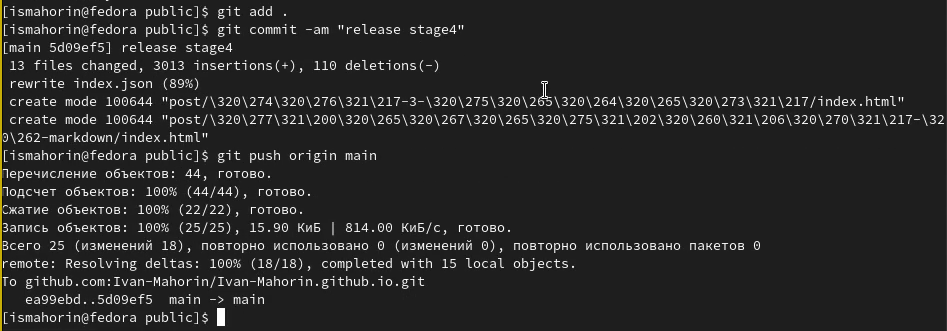 [ismahorin@fedora public]$ git add .
[ismahorin@fedora public]$ git commit -am "release stage4"
[main 5d09ef5] release stage4
 13 files changed, 3013 insertions(+), 110 deletions(-)
 rewrite index.json (89%)
 create mode 100644 "post/\320\274\320\276\321\217-3-\320\275\320\265\320\264\320\265\320\273\321\217/index.html"
 create mode 100644 "post/\320\277\321\200\320\265\320\267\320\265\320\275\321\202\320\260\321\206\320\270\321\217-\32
0\262-markdown/index.html"
[ismahorin@fedora public]$ git push origin main
Перечисление объектов: 44, готово.
Подсчет объектов: 100% (44/44), готово.
Сжатие объектов: 100% (22/22), готово.
Запись объектов: 100% (25/25), 15.90 КиБ | 814.00 КиБ/с, готово.
Всего 25 (изменений 18), повторно использовано 0 (изменений 0), повторно использовано пакетов 0
remote: Resolving deltas: 100% (18/18), completed with 15 local objects.
To github.com:Ivan-Mahorin/Ivan-Mahorin.github.io.git
   ea99ebd..5d09ef5  main -> main
[ismahorin@fedora public]$